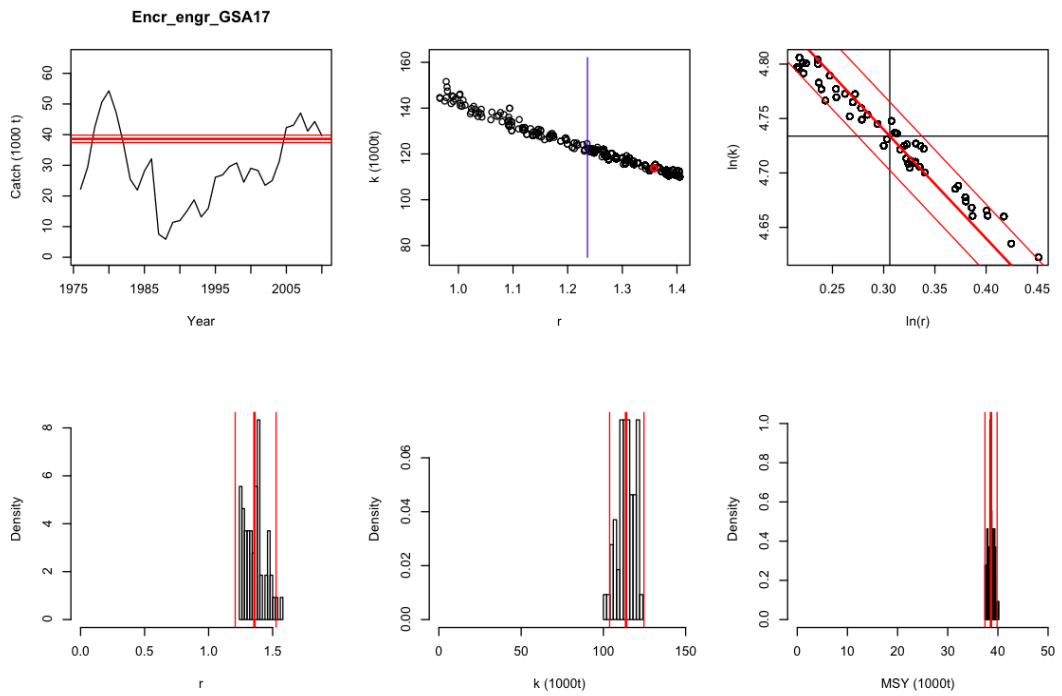 Encr_engr_GSA17
Catch (1000 t)
0 10 20 30 40 50 60
1975 1985 1995 2005
Year
k (1000t)
80 100 120 140 160
1.0 1.1 1.2 1.3 1.4
r
ln(k)
4.65 4.70 4.75 4.80
0.25 0.30 0.35 0.40 0.45
ln(r)
Density
0 2 4 6 8
0.0 0.5 1.0 1.5
r
Density
0.00 0.02 0.04 0.06
0 50 100 150
k (1000t)
Density
0.0 0.2 0.4 0.6 0.8 1.0
0 10 20 30 40 50
MSY (1000t)